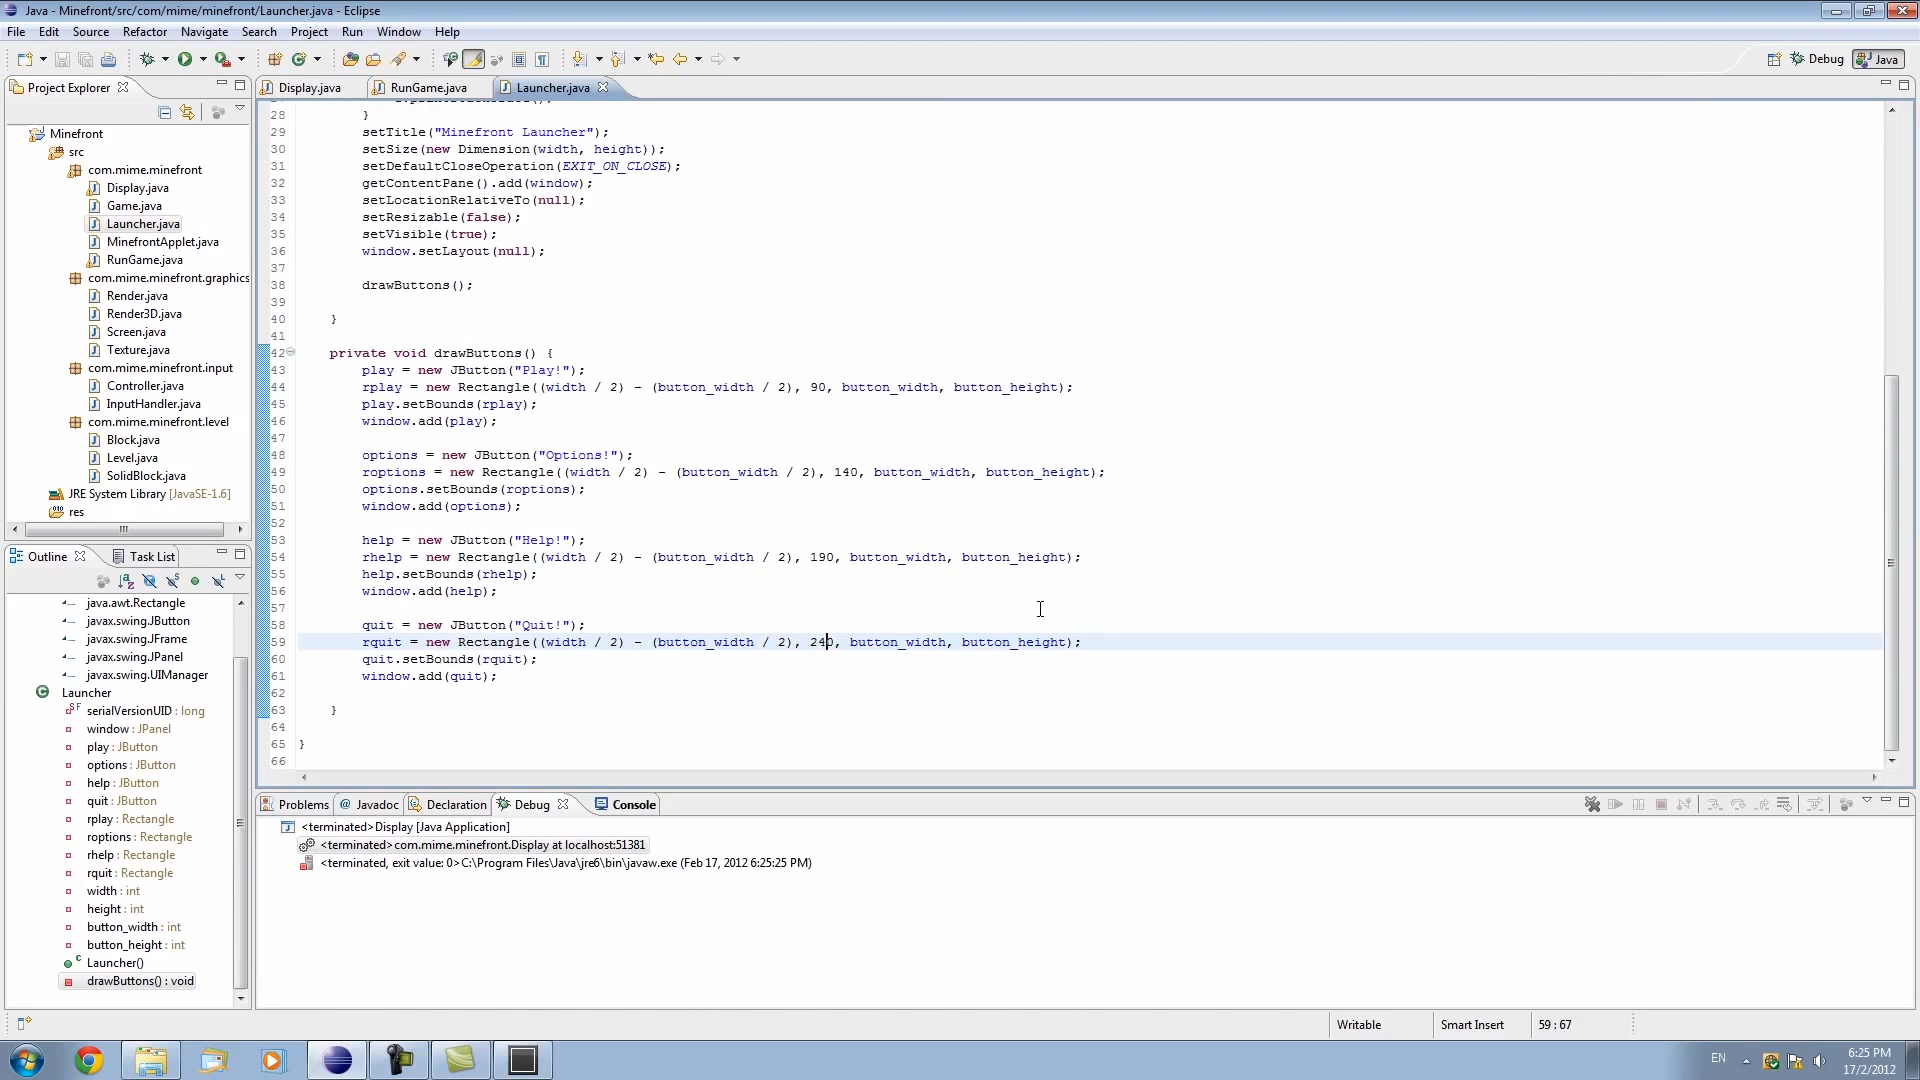 Java - Minefront/src/com/mime/minefront/Launcher.java - Eclipse
File Edit Source Refactor Navigate Search Project Run Window Help
Debug Java
Project Explorer
Minefront
src
com.mime.minefront
Display.java
Game.java
Launcher.java
MinefrontApplet.java
RunGame.java
com.mime.minefront.graphics
Render.java
Render3D.java
Screen.java
Texture.java
com.mime.minefront.input
Controller.java
InputHandler.java
com.mime.minefront.level
Block.java
Level.java
SolidBlock.java
JRE System Library [JavaSE-1.6]
res
Outline Task List
java.awt.Rectangle
javax.swing.JButton
javax.swing.JFrame
javax.swing.JPanel
javax.swing.UIManager
Launcher
serialVersionUID : long
window : JPanel
play : JButton
options : JButton
help : JButton
quit : JButton
rplay : Rectangle
roptions : Rectangle
rhelp : Rectangle
rquit : Rectangle
width : int
height : int
button_width : int
button_height : int
Launcher()
drawButtons() : void
Display.java RunGame.java Launcher.java
28 }
29 setTitle("Minefront Launcher");
30 setSize(new Dimension(width, height));
31 setDefaultCloseOperation(EXIT_ON_CLOSE);
32 getContentPane().add(window);
33 setLocationRelativeTo(null);
34 setResizable(false);
35 setVisible(true);
36 window.setLayout(null);
37
38 drawButtons();
39
40 }
41
42 private void drawButtons() {
43 play = new JButton("Play!");
44 rplay = new Rectangle((width / 2) - (button_width / 2), 90, button_width, button_height);
45 play.setBounds(rplay);
46 window.add(play);
47
48 options = new JButton("Options!");
49 roptions = new Rectangle((width / 2) - (button_width / 2), 140, button_width, button_height);
50 options.setBounds(roptions);
51 window.add(options);
52
53 help = new JButton("Help!");
54 rhelp = new Rectangle((width / 2) - (button_width / 2), 190, button_width, button_height);
55 help.setBounds(rhelp);
56 window.add(help);
57
58 quit = new JButton("Quit!");
59 rquit = new Rectangle((width / 2) - (button_width / 2), 240, button_width, button_height);
60 quit.setBounds(rquit);
61 window.add(quit);
62
63 }
64
65 }
66
Problems @ Javadoc Declaration Debug Console
<terminated>Display [Java Application]
<terminated>com.mime.minefront.Display at localhost:51381
<terminated, exit value: 0>C:\Program Files\Java\jre6\bin\javaw.exe (Feb 17, 2012 6:25:25 PM)
Writable Smart Insert 59 : 67
EN
6:25 PM
17/2/2012